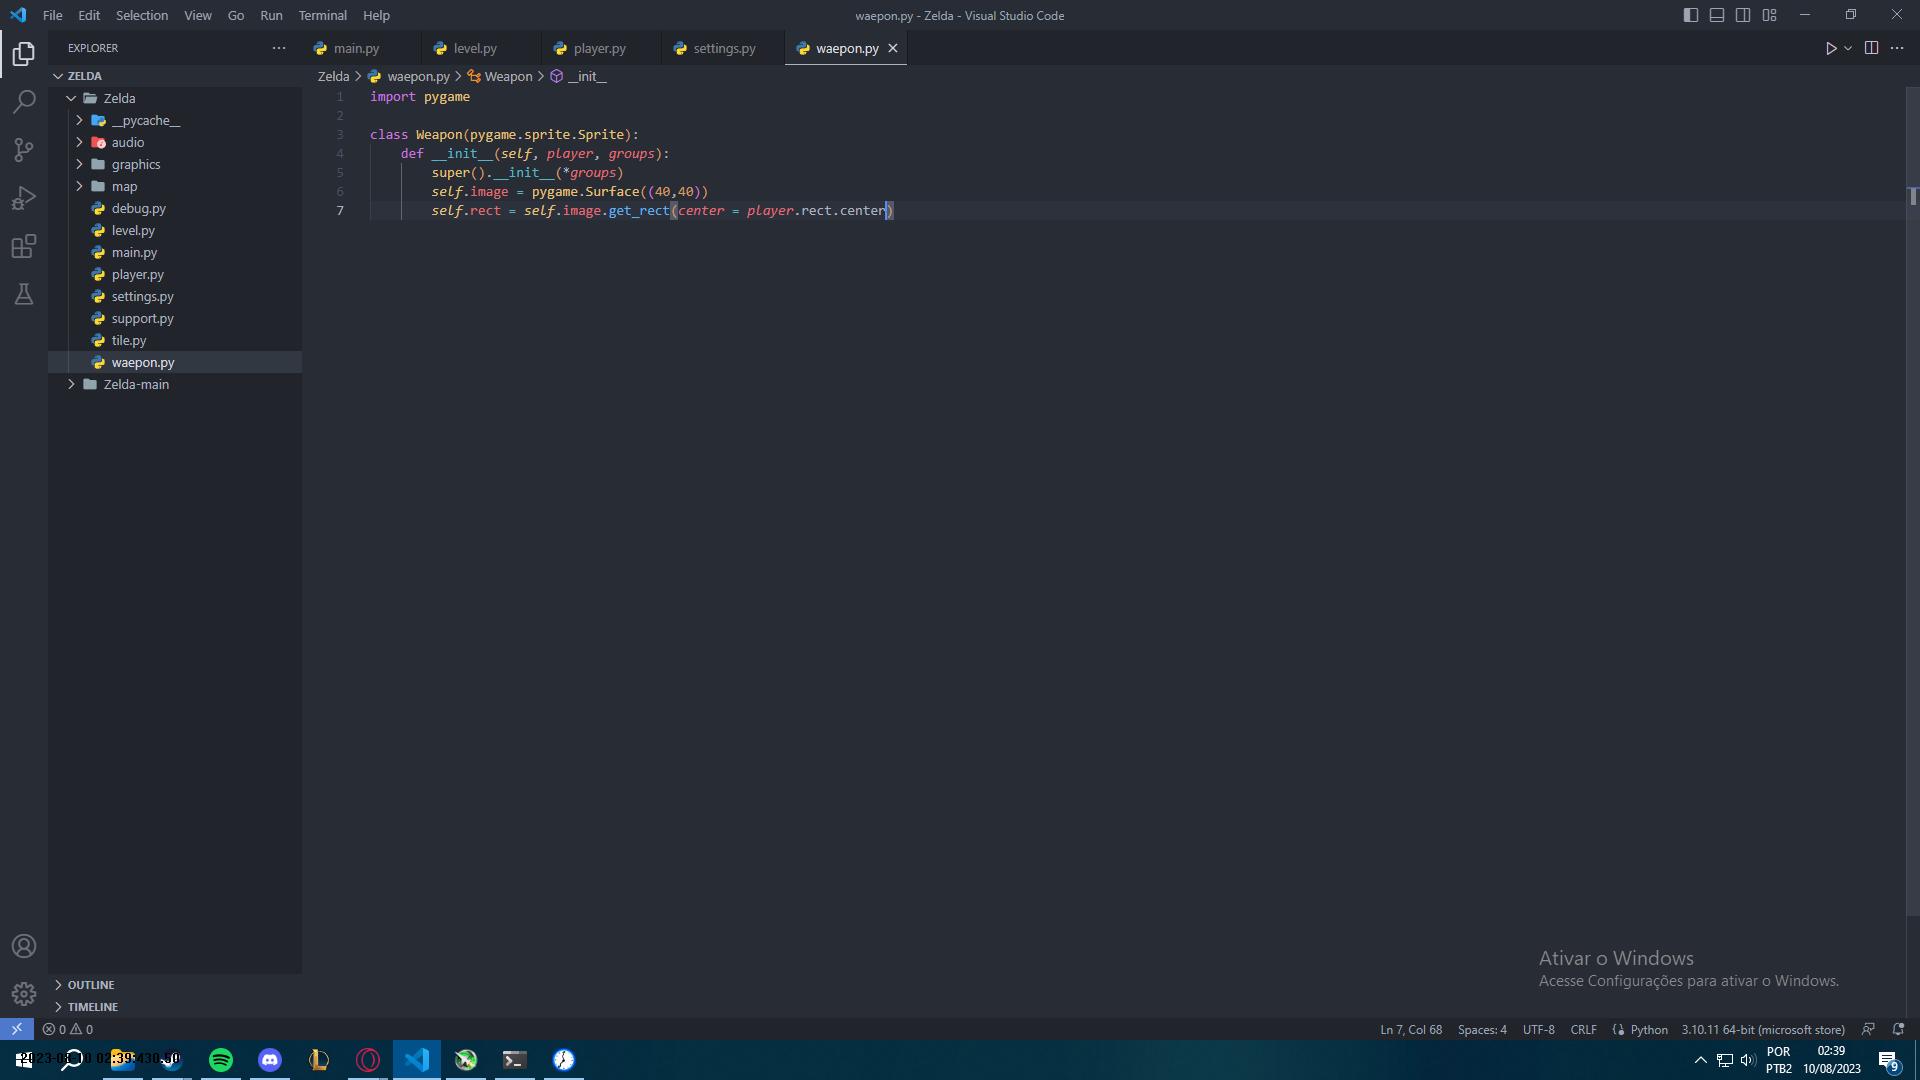 File Edit Selection View Go Run Terminal Help
waepon.py - Zelda - Visual Studio Code
EXPLORER
main.py
level.py
player.py
settings.py
waepon.py
ZELDA
Zelda
__pycache__
audio
graphics
map
debug.py
level.py
main.py
player.py
settings.py
support.py
tile.py
waepon.py
Zelda-main
OUTLINE
TIMELINE
Zelda > waepon.py > Weapon > __init__
1 import pygame
2
3 class Weapon(pygame.sprite.Sprite):
4 def __init__(self, player, groups):
5 super().__init__(*groups)
6 self.image = pygame.Surface((40,40))
7 self.rect = self.image.get_rect(center = player.rect.center)
Ativar o Windows
Acesse Configurações para ativar o Windows.
0 0
Ln 7, Col 68 Spaces: 4 UTF-8 CRLF Python 3.10.11 64-bit (microsoft store)
POR
PTB2
02:39
10/08/2023
9